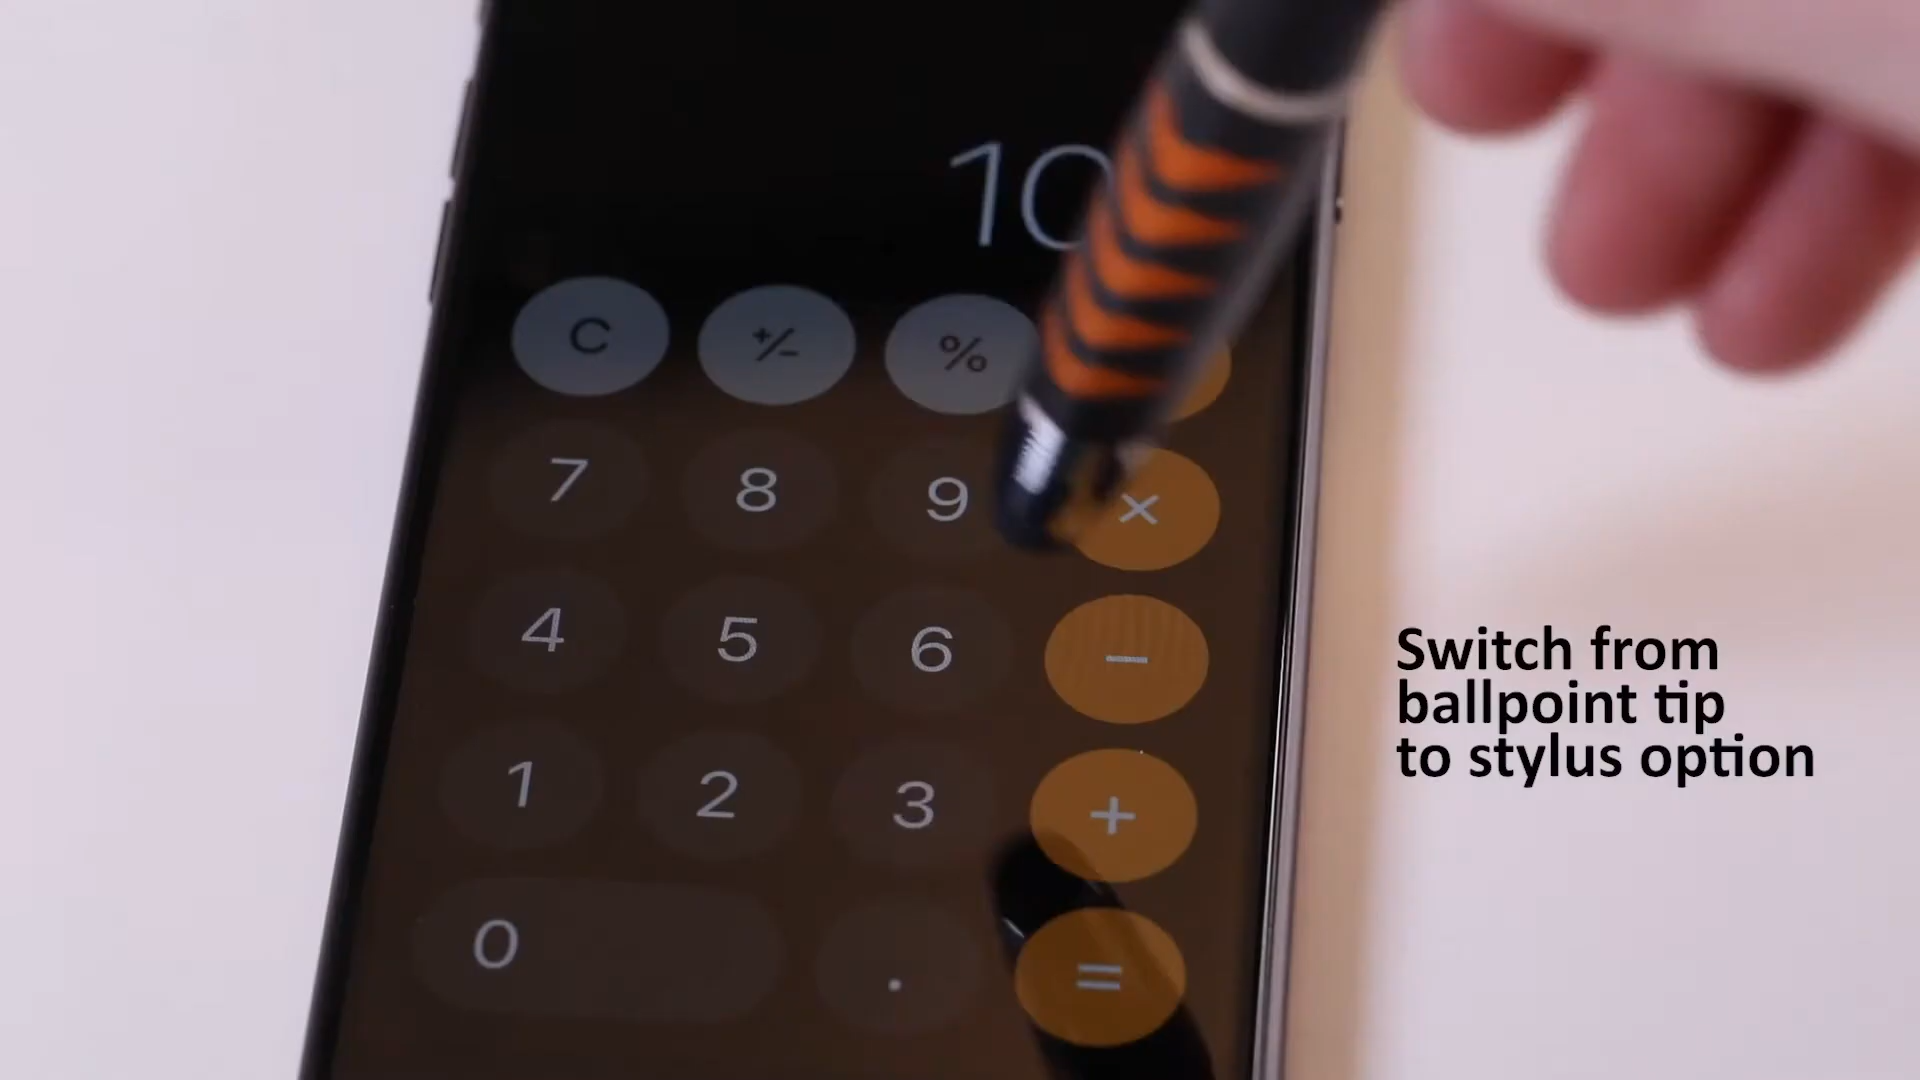 10
C +/- %
7 8 9 ×
4 5 6 −
1 2 3 +
0 . =
Switch from
ballpoint tip
to stylus option